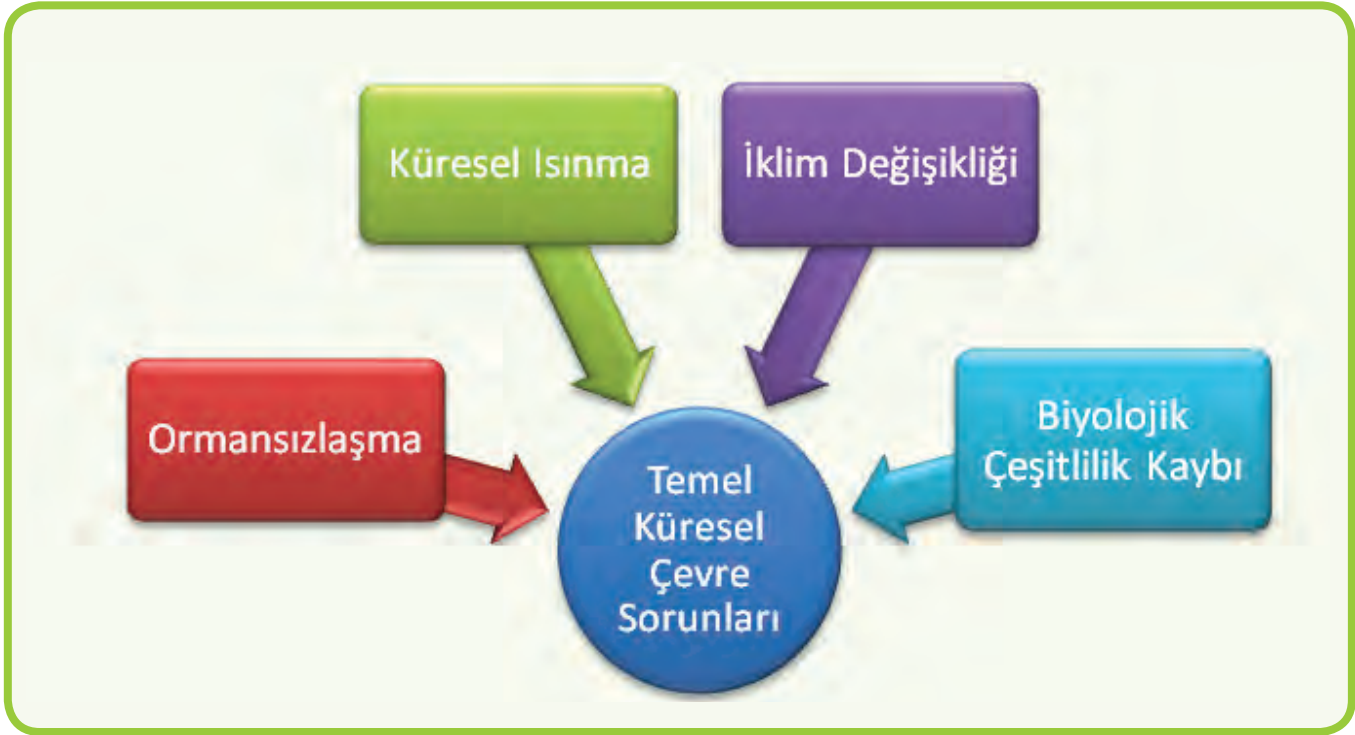 Küresel Isınma
İklim Değişikliği
Ormansızlaşma
Biyolojik
Çeşitlilik Kaybı
Temel
Küresel
Çevre
Sorunları